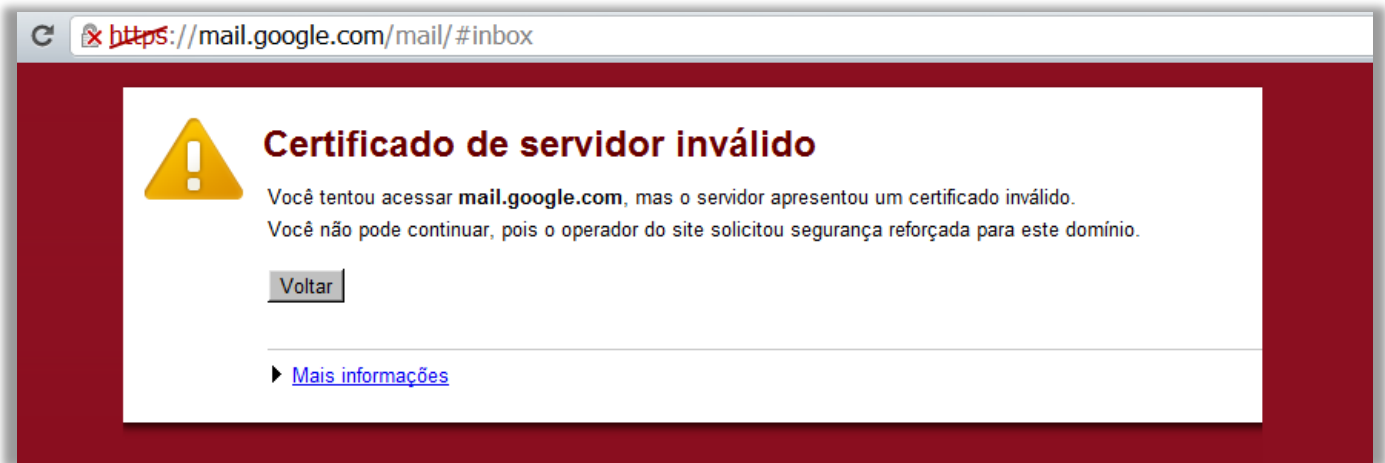 https://mail.google.com/mail/#inbox
Certificado de servidor inválido
Você tentou acessar mail.google.com, mas o servidor apresentou um certificado inválido.
Você não pode continuar, pois o operador do site solicitou segurança reforçada para este domínio.
Voltar
Mais informações